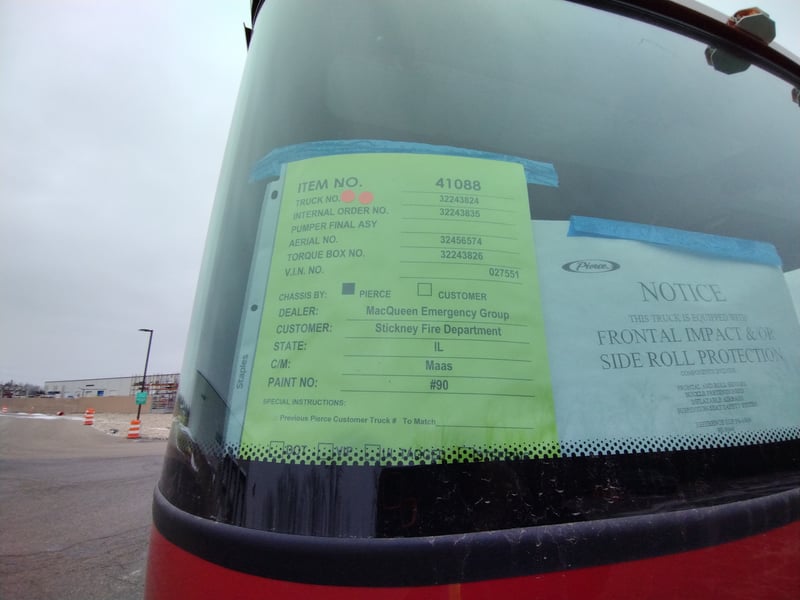 ITEM NO. 41088
TRUCK NO. 32243824
INTERNAL ORDER NO. 32243835
PUMPER FINAL ASY
AERIAL NO. 32456574
TORQUE BOX NO. 32243826
V.I.N. NO. 027551
CHASSIS BY: PIERCE CUSTOMER
DEALER: MacQueen Emergency Group
CUSTOMER: Stickney Fire Department
STATE: IL
C/M: Maas
PAINT NO: #90
SPECIAL INSTRUCTIONS:
Previous Pierce Customer Truck # To Match
Staples
Pierce
NOTICE
THIS TRUCK IS EQUIPPED WITH
FRONTAL IMPACT & OR
SIDE ROLL PROTECTION